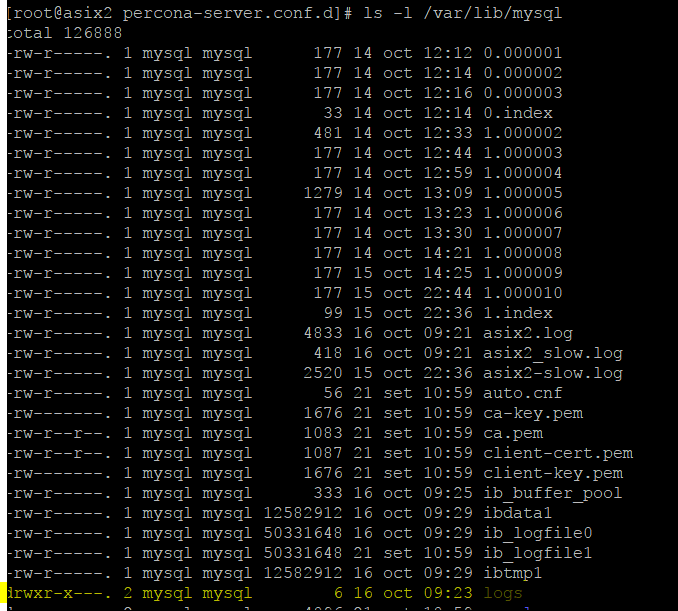 [root@asix2 percona-server.conf.d]# ls -l /var/lib/mysql
total 126888
-rw-r-----. 1 mysql mysql      177 14 oct 12:12 0.000001
-rw-r-----. 1 mysql mysql      177 14 oct 12:14 0.000002
-rw-r-----. 1 mysql mysql      177 14 oct 12:16 0.000003
-rw-r-----. 1 mysql mysql       33 14 oct 12:14 0.index
-rw-r-----. 1 mysql mysql      481 14 oct 12:33 1.000002
-rw-r-----. 1 mysql mysql      177 14 oct 12:44 1.000003
-rw-r-----. 1 mysql mysql      177 14 oct 12:59 1.000004
-rw-r-----. 1 mysql mysql     1279 14 oct 13:09 1.000005
-rw-r-----. 1 mysql mysql      177 14 oct 13:23 1.000006
-rw-r-----. 1 mysql mysql      177 14 oct 13:30 1.000007
-rw-r-----. 1 mysql mysql      177 14 oct 14:21 1.000008
-rw-r-----. 1 mysql mysql      177 15 oct 14:25 1.000009
-rw-r-----. 1 mysql mysql      177 15 oct 22:44 1.000010
-rw-r-----. 1 mysql mysql       99 15 oct 22:36 1.index
-rw-r-----. 1 mysql mysql     4833 16 oct 09:21 asix2.log
-rw-r-----. 1 mysql mysql      418 16 oct 09:21 asix2_slow.log
-rw-r-----. 1 mysql mysql     2520 15 oct 22:36 asix2-slow.log
-rw-r-----. 1 mysql mysql       56 21 set 10:59 auto.cnf
-rw-------. 1 mysql mysql     1676 21 set 10:59 ca-key.pem
-rw-r--r--. 1 mysql mysql     1083 21 set 10:59 ca.pem
-rw-r--r--. 1 mysql mysql     1087 21 set 10:59 client-cert.pem
-rw-------. 1 mysql mysql     1676 21 set 10:59 client-key.pem
-rw-r-----. 1 mysql mysql      333 16 oct 09:25 ib_buffer_pool
-rw-r-----. 1 mysql mysql 12582912 16 oct 09:29 ibdata1
-rw-r-----. 1 mysql mysql 50331648 16 oct 09:29 ib_logfile0
-rw-r-----. 1 mysql mysql 50331648 21 set 10:59 ib_logfile1
-rw-r-----. 1 mysql mysql 12582912 16 oct 09:29 ibtmp1
drwxr-x---. 2 mysql mysql        6 16 oct 09:23 logs